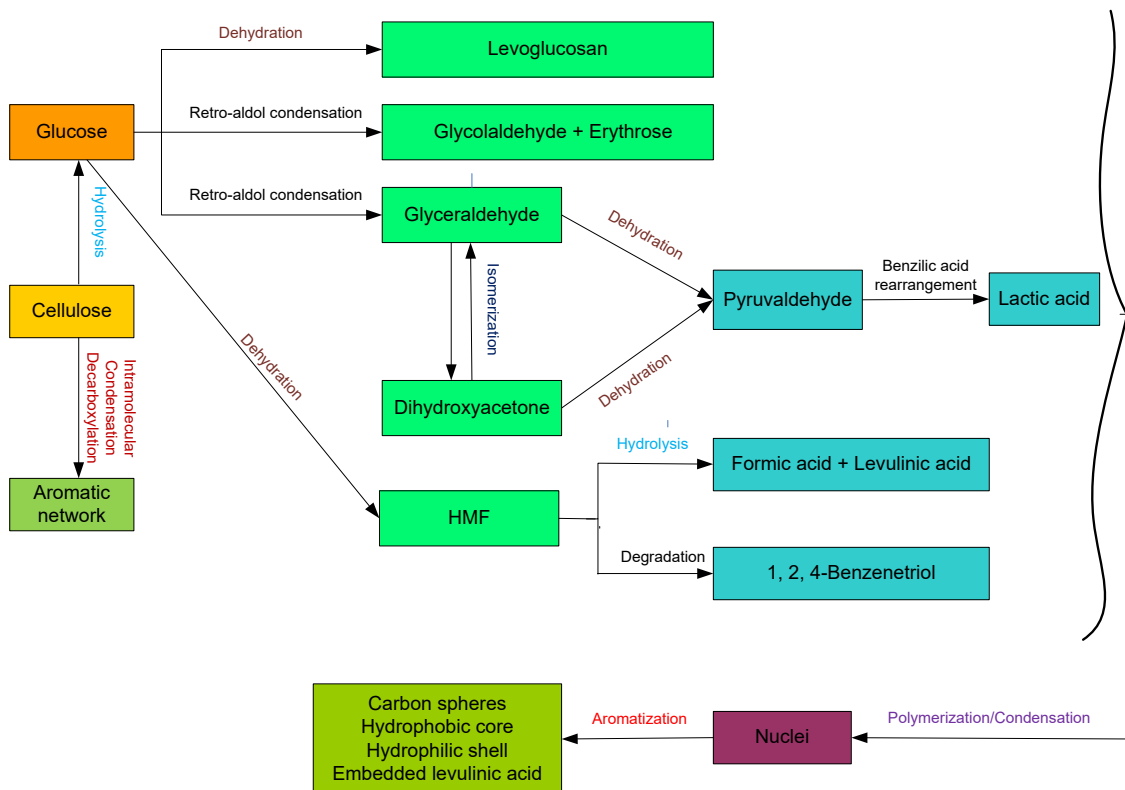 Dehydration
Levoglucosan
Glucose
Retro-aldol condensation
Glycolaldehyde + Erythrose
Hydrolysis
Retro-aldol condensation
Glyceraldehyde
Dehydration
Isomerization
Cellulose
Pyruvaldehyde
Benzilic acid
rearrangement
Lactic acid
Dehydration
Intramolecular
Condensation
Decarboxylation
Dihydroxyacetone
Dehydration
Hydrolysis
Formic acid + Levulinic acid
Aromatic
network
HMF
Degradation
1, 2, 4-Benzenetriol
Carbon spheres
Hydrophobic core
Hydrophilic shell
Embedded levulinic acid
Aromatization
Nuclei
Polymerization/Condensation